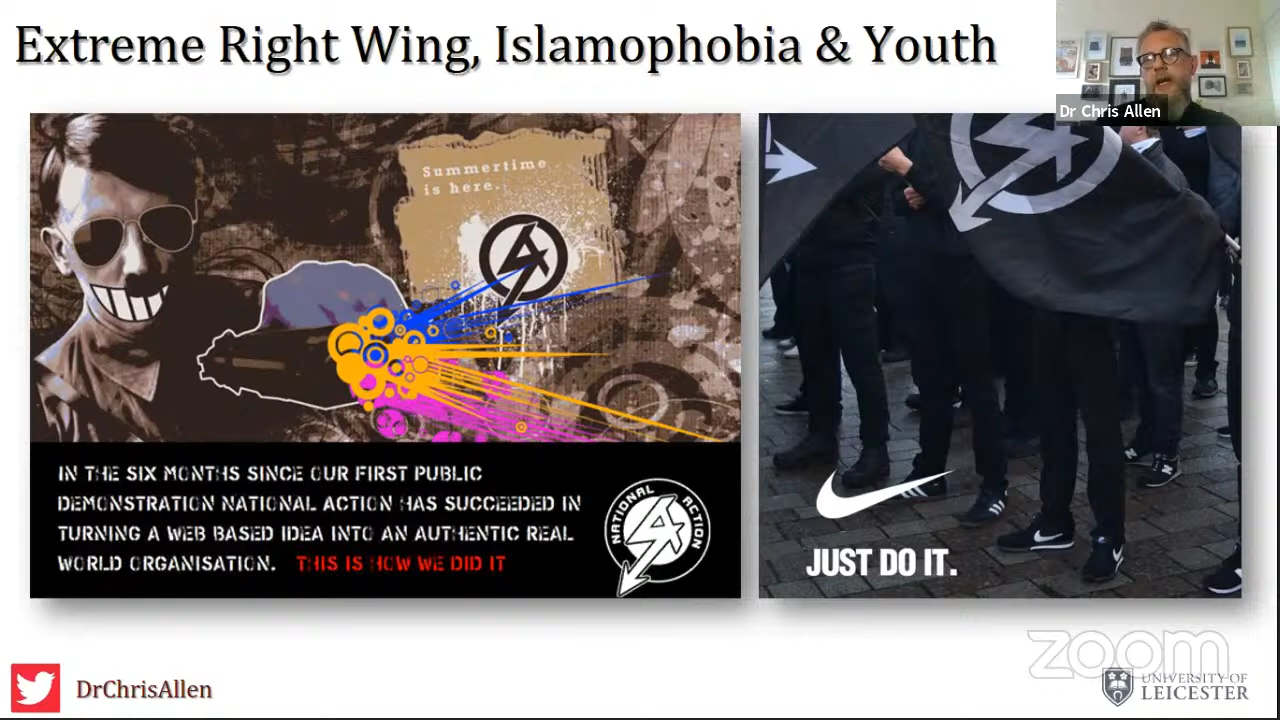 Extreme Right Wing, Islamophobia & Youth
Dr Chris Allen
Summertime
is here.
IN THE SIX MONTHS SINCE OUR FIRST PUBLIC
DEMONSTRATION NATIONAL ACTION HAS SUCCEEDED IN
TURNING A WEB BASED IDEA INTO AN AUTHENTIC REAL
WORLD ORGANISATION. THIS IS HOW WE DID IT
NATIONAL ACTION
JUST DO IT.
DrChrisAllen
zoom
UNIVERSITY OF
LEICESTER